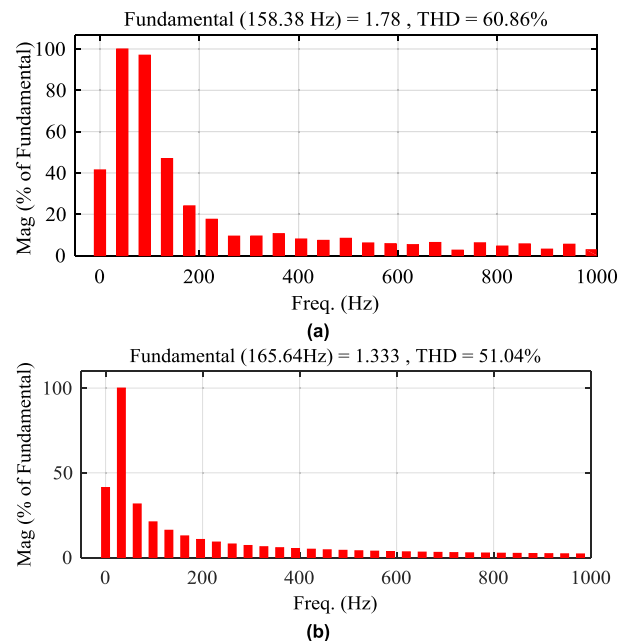 Fundamental (158.38 Hz) = 1.78 , THD = 60.86%
100
80
60
40
20
0
Mag (% of Fundamental)
0 200 400 600 800 1000
Freq. (Hz)
(a)
Fundamental (165.64Hz) = 1.333 , THD = 51.04%
100
50
0
Mag (% of Fundamental)
0 200 400 600 800 1000
Freq. (Hz)
(b)